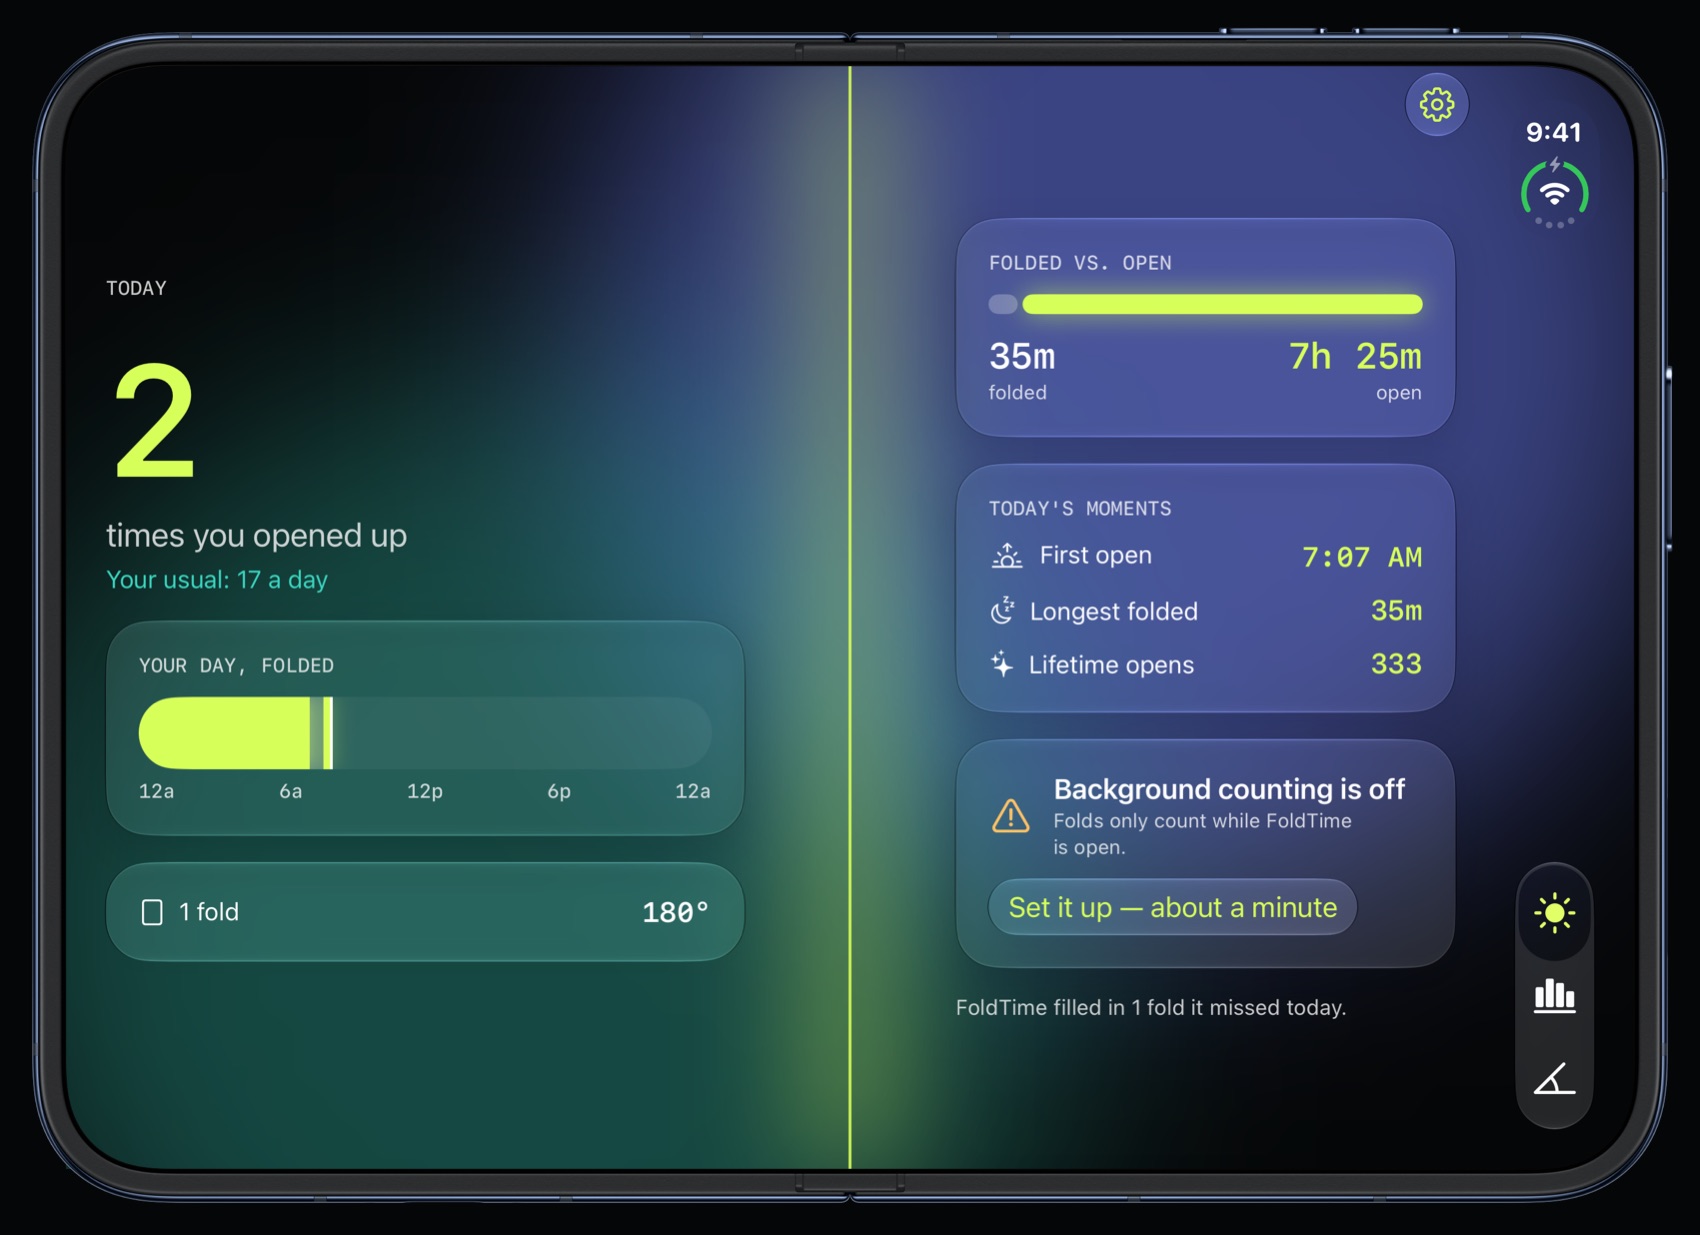 TODAY
2
times you opened up
Your usual: 17 a day
YOUR DAY, FOLDED
12a 6a 12p 6p 12a
1 fold 180°
9:41
FOLDED VS. OPEN
35m 7h 25m
folded open
TODAY'S MOMENTS
First open 7:07 AM
Longest folded 35m
Lifetime opens 333
Background counting is off
Folds only count while FoldTime
is open.
Set it up — about a minute
FoldTime filled in 1 fold it missed today.